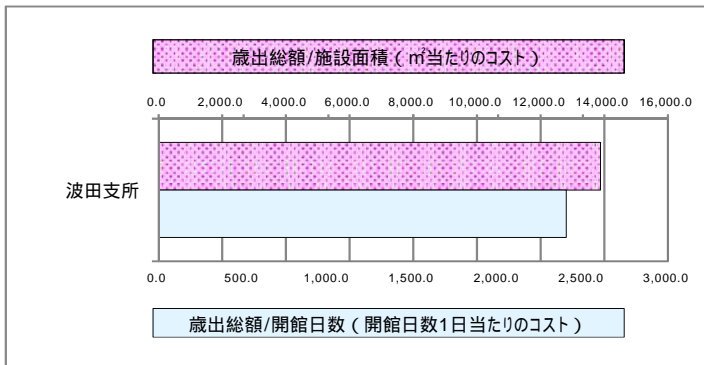 歳出総額/施設面積（㎡当たりのコスト）
0.0 2,000.0 4,000.0 6,000.0 8,000.0 10,000.0 12,000.0 14,000.0 16,000.0
波田支所
0.0 500.0 1,000.0 1,500.0 2,000.0 2,500.0 3,000.0
歳出総額/開館日数（開館日数1日当たりのコスト）